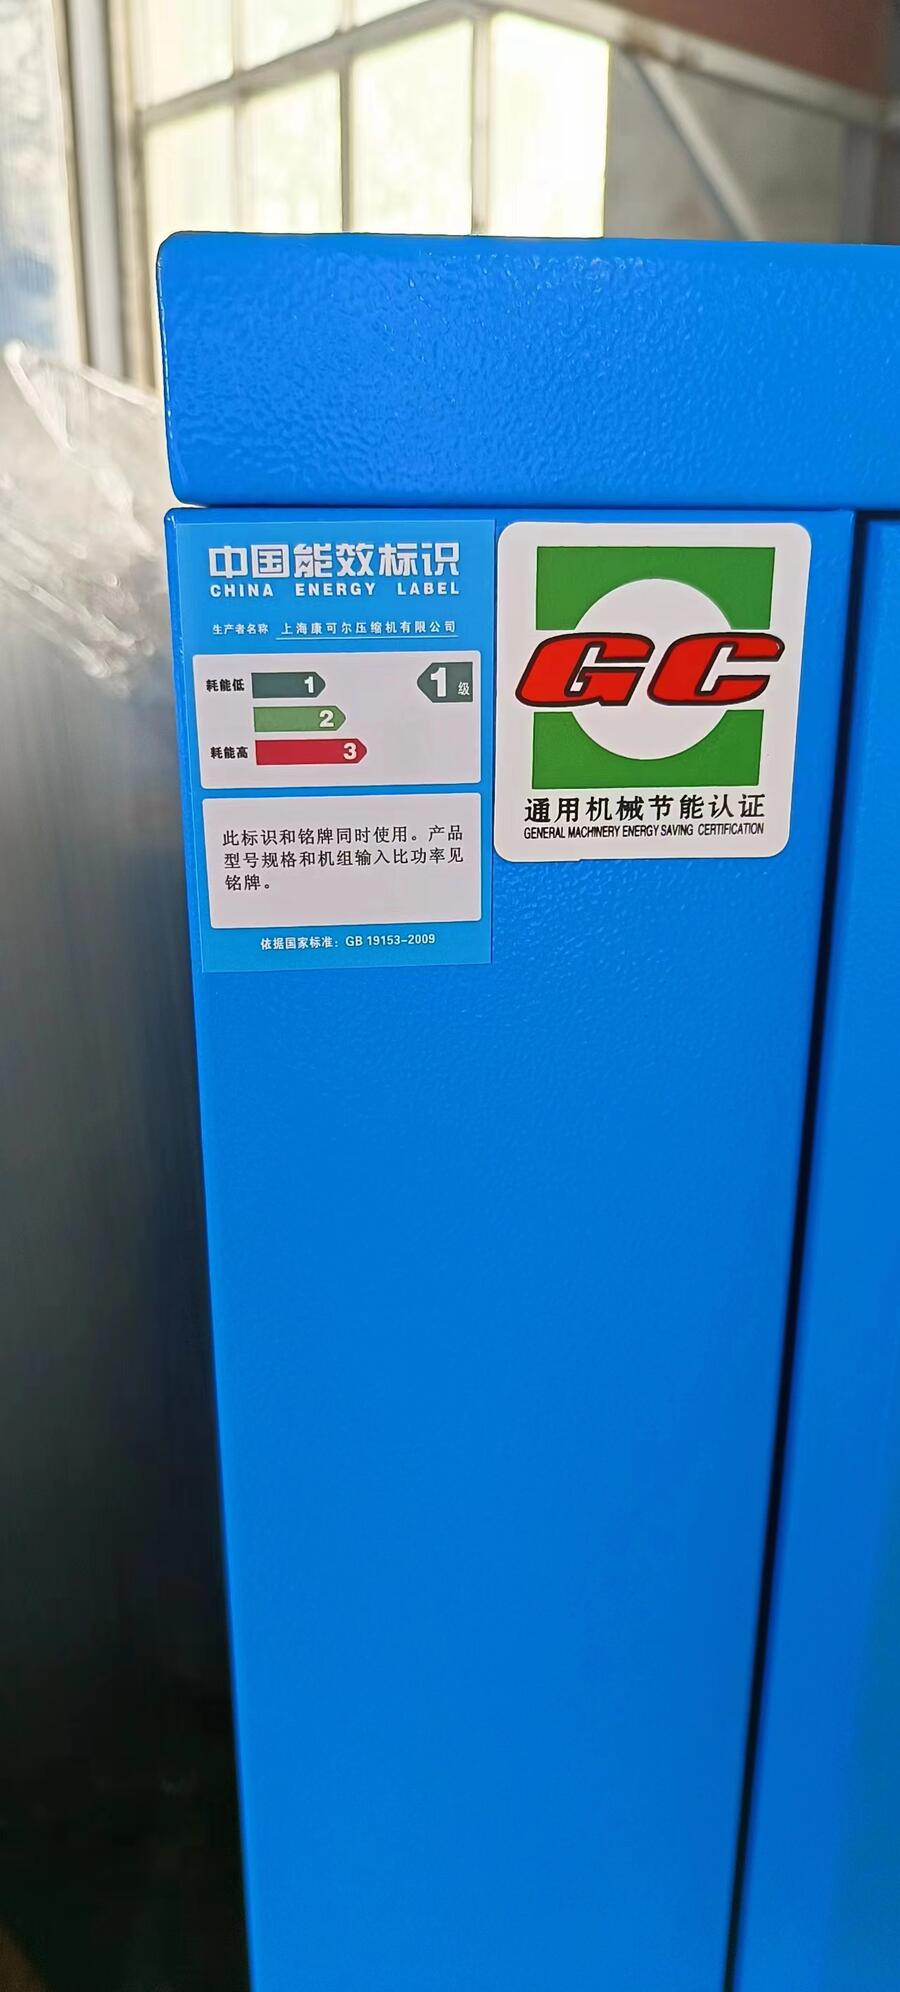 中国能效标识
CHINA ENERGY LABEL
生产者名称 上海康可尔压缩机有限公司
耗能低 1 1级
2
耗能高 3
此标识和铭牌同时使用。产品
型号规格和机组输入比功率见
铭牌。
依据国家标准：GB 19153-2009
GC
通用机械节能认证
GENERAL MACHINERY ENERGY SAVING CERTIFICATION